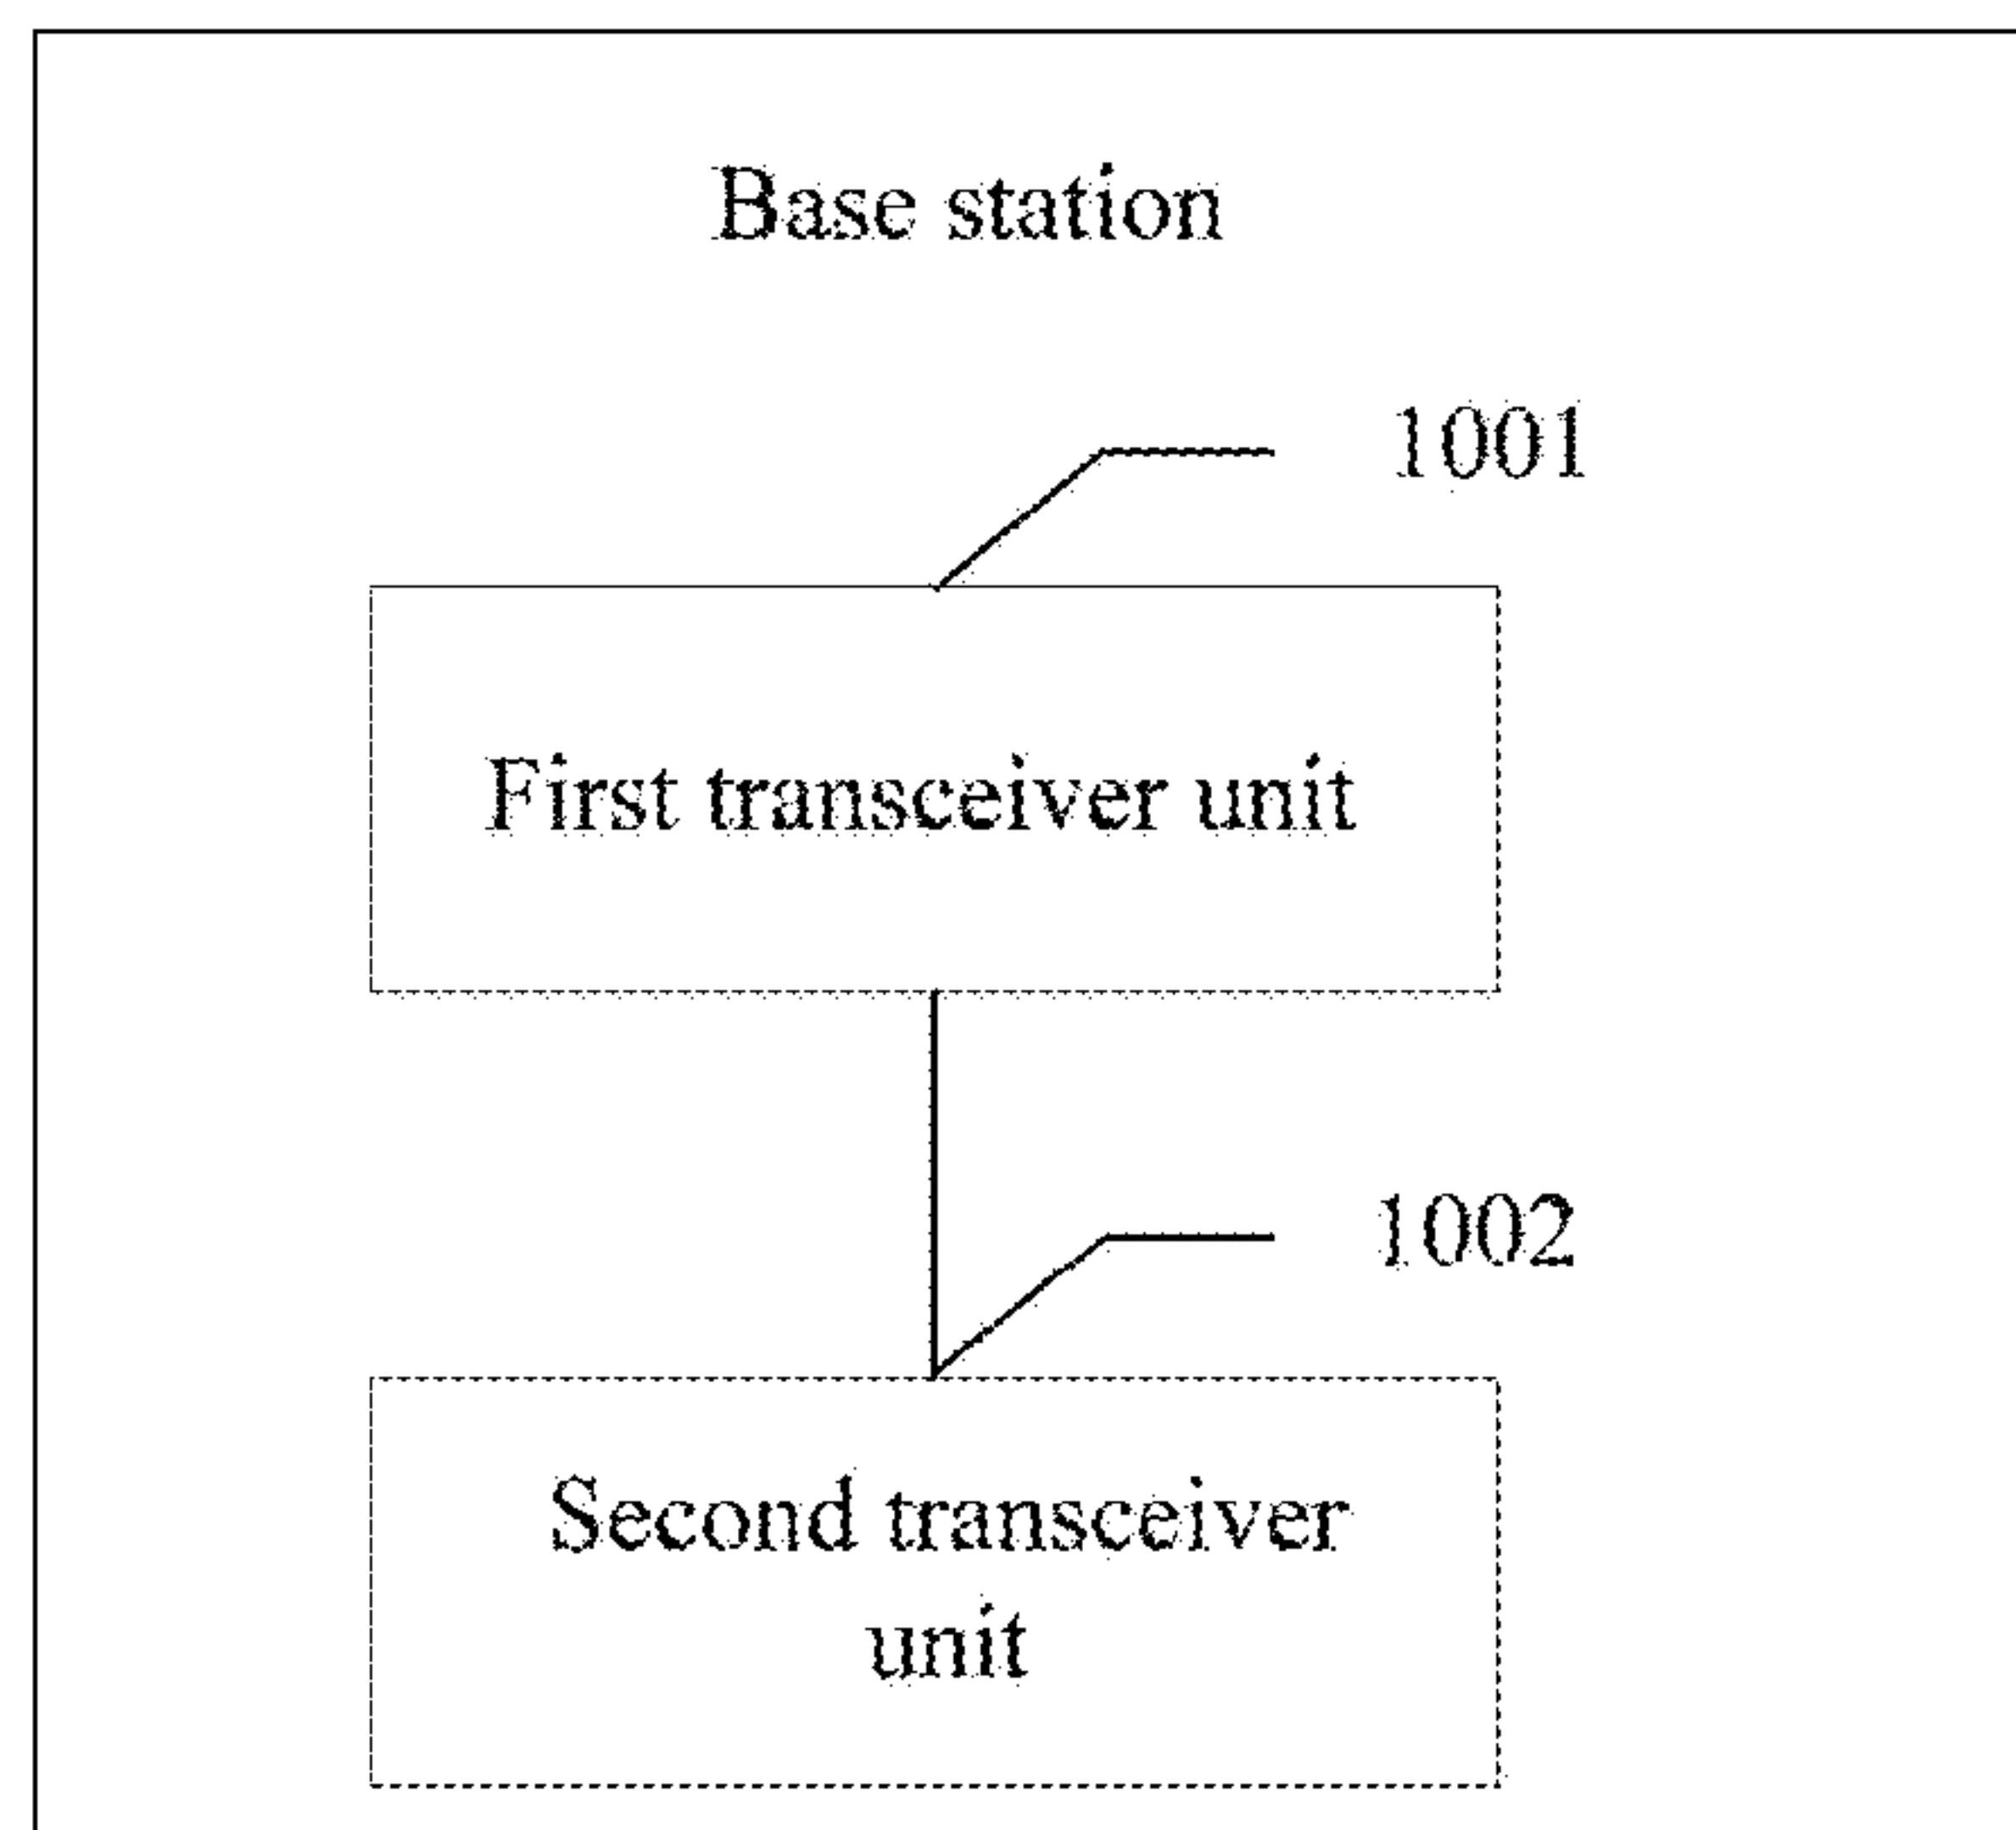 Base station
1001
First transceiver unit
1002
Second transceiver
unit